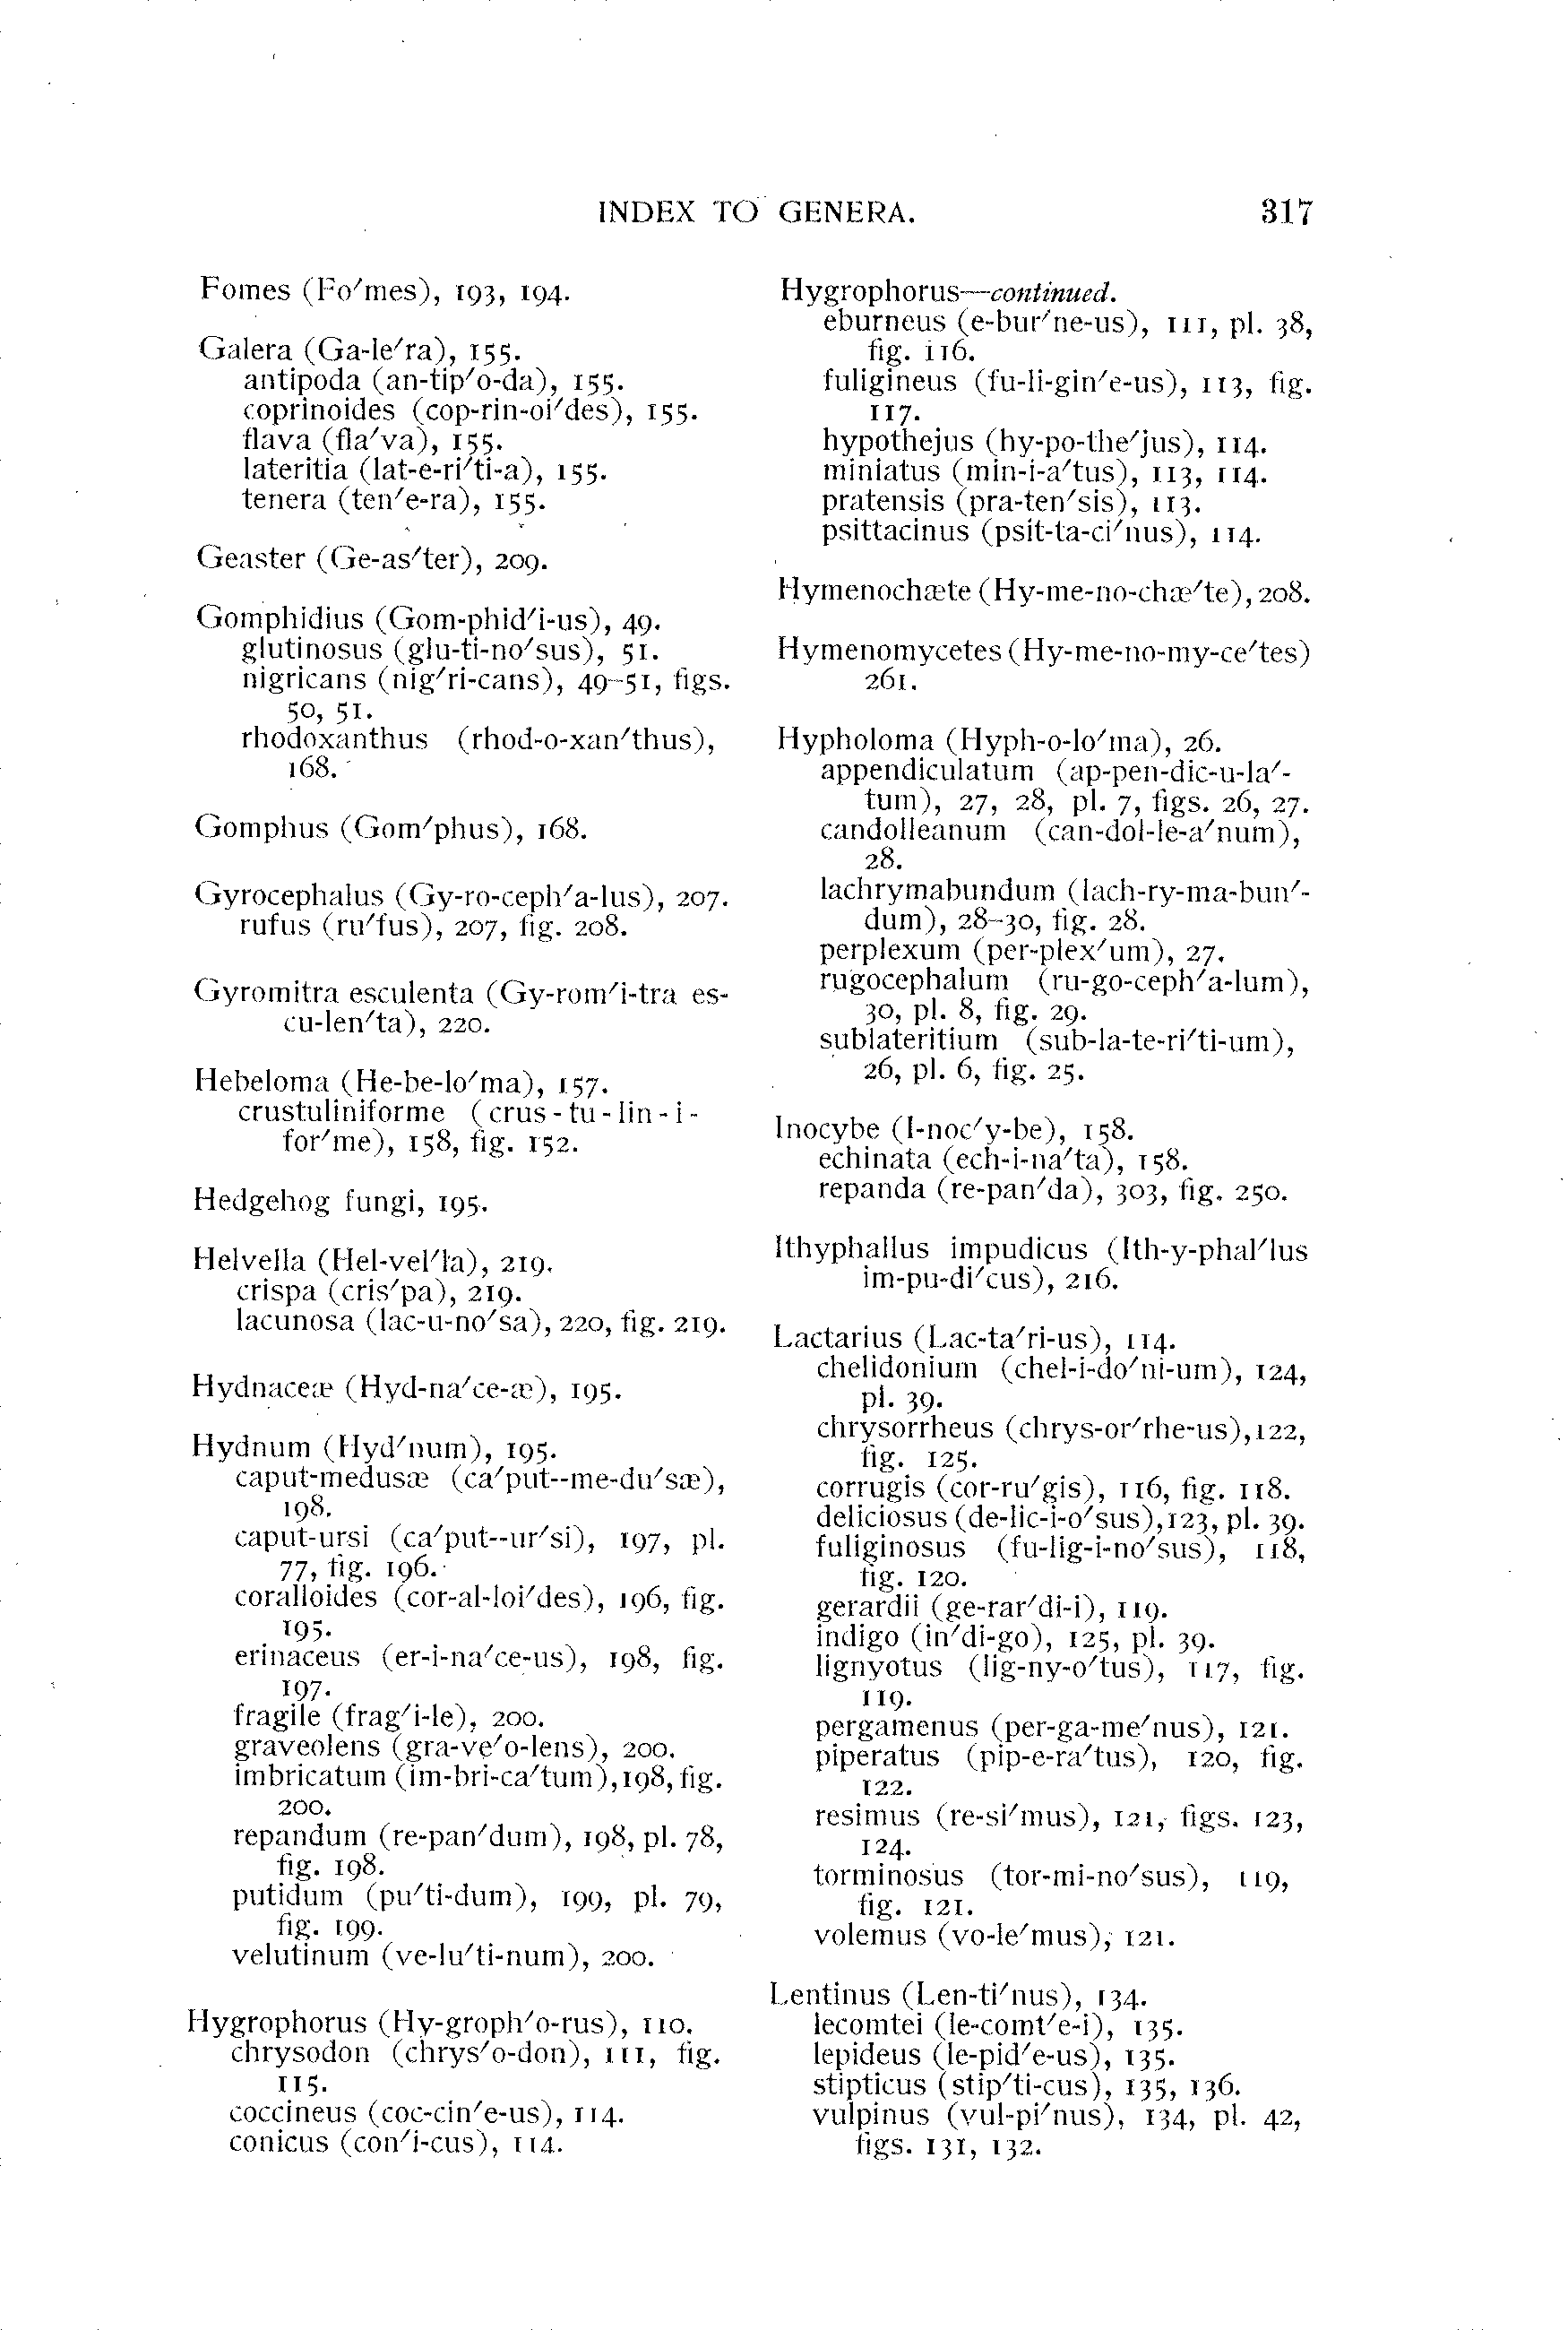 INDEX TO GENERA. 317
Fomes (Fo′mes), 193, 194.
Galera (Ga-le′ra), 155.
antipoda (an-tip′o-da), 155.
coprinoides (cop-rin-oi′des), 155.
flava (fla′va), 155.
lateritia (lat-e-ri′ti-a), 155.
tenera (ten′e-ra), 155.
Geaster (Ge-as′ter), 209.
Gomphidius (Gom-phid′i-us), 49.
glutinosus (glu-ti-no′sus), 51.
nigricans (nig′ri-cans), 49-51, figs.
50, 51.
rhodoxanthus (rhod-o-xan′thus),
168.
Gomphus (Gom′phus), 168.
Gyrocephalus (Gy-ro-ceph′a-lus), 207.
rufus (ru′fus), 207, fig. 208.
Gyromitra esculenta (Gy-rom′i-tra es-
cu-len′ta), 220.
Hebeloma (He-be-lo′ma), 157.
crustuliniforme (crus-tu-lin-i-
for′me), 158, fig. 152.
Hedgehog fungi, 195.
Helvella (Hel-vel′la), 219.
crispa (cris′pa), 219.
lacunosa (lac-u-no′sa), 220, fig. 219.
Hydnaceæ (Hyd-na′ce-æ), 195.
Hydnum (Hyd′num), 195.
caput-medusæ (ca′put--me-du′sæ),
198.
caput-ursi (ca′put--ur′si), 197, pl.
77, fig. 196.
coralloides (cor-al-loi′des), 196, fig.
195.
erinaceus (er-i-na′ce-us), 198, fig.
197.
fragile (frag′i-le), 200.
graveolens (gra-ve′o-lens), 200.
imbricatum (im-bri-ca′tum), 198, fig.
200.
repandum (re-pan′dum), 198, pl. 78,
fig. 198.
putidum (pu′ti-dum), 199, pl. 79,
fig. 199.
velutinum (ve-lu′ti-num), 200.
Hygrophorus (Hy-groph′o-rus), 110.
chrysodon (chrys′o-don), 111, fig.
115.
coccineus (coc-cin′e-us), 114.
conicus (con′i-cus), 114.
Hygrophorus—continued.
eburneus (e-bur′ne-us), 111, pl. 38,
fig. 116.
fuligineus (fu-li-gin′e-us), 113, fig.
117.
hypothejus (hy-po-the′jus), 114.
miniatus (min-i-a′tus), 113, 114.
pratensis (pra-ten′sis), 113.
psittacinus (psit-ta-ci′nus), 114.
Hymenochæte (Hy-me-no-chæ′te), 208.
Hymenomycetes (Hy-me-no-my-ce′tes)
261.
Hypholoma (Hyph-o-lo′ma), 26.
appendiculatum (ap-pen-dic-u-la′-
tum), 27, 28, pl. 7, figs. 26, 27.
candolleanum (can-dol-le-a′num),
28.
lachrymabundum (lach-ry-ma-bun′-
dum), 28-30, fig. 28.
perplexum (per-plex′um), 27.
rugocephalum (ru-go-ceph′a-lum),
30, pl. 8, fig. 29.
sublateritium (sub-la-te-ri′ti-um),
26, pl. 6, fig. 25.
Inocybe (I-noc′y-be), 158.
echinata (ech-i-na′ta), 158.
repanda (re-pan′da), 303, fig. 250.
Ithyphallus impudicus (Ith-y-phal′lus
im-pu-di′cus), 216.
Lactarius (Lac-ta′ri-us), 114.
chelidonium (chel-i-do′ni-um), 124,
pl. 39.
chrysorrheus (chrys-or′rhe-us), 122,
fig. 125.
corrugis (cor-ru′gis), 116, fig. 118.
deliciosus (de-lic-i-o′sus), 123, pl. 39.
fuliginosus (fu-lig-i-no′sus), 118,
fig. 120.
gerardii (ge-rar′di-i), 119.
indigo (in′di-go), 125, pl. 39.
lignyotus (lig-ny-o′tus), 117, fig.
119.
pergamenus (per-ga-me′nus), 121.
piperatus (pip-e-ra′tus), 120, fig.
122.
resimus (re-si′mus), 121, figs. 123,
124.
torminosus (tor-mi-no′sus), 119,
fig. 121.
volemus (vo-le′mus), 121.
Lentinus (Len-ti′nus), 134.
lecomtei (le-comt′e-i), 135.
lepideus (le-pid′e-us), 135.
stipticus (stip′ti-cus), 135, 136.
vulpinus (vul-pi′nus), 134, pl. 42,
figs. 131, 132.